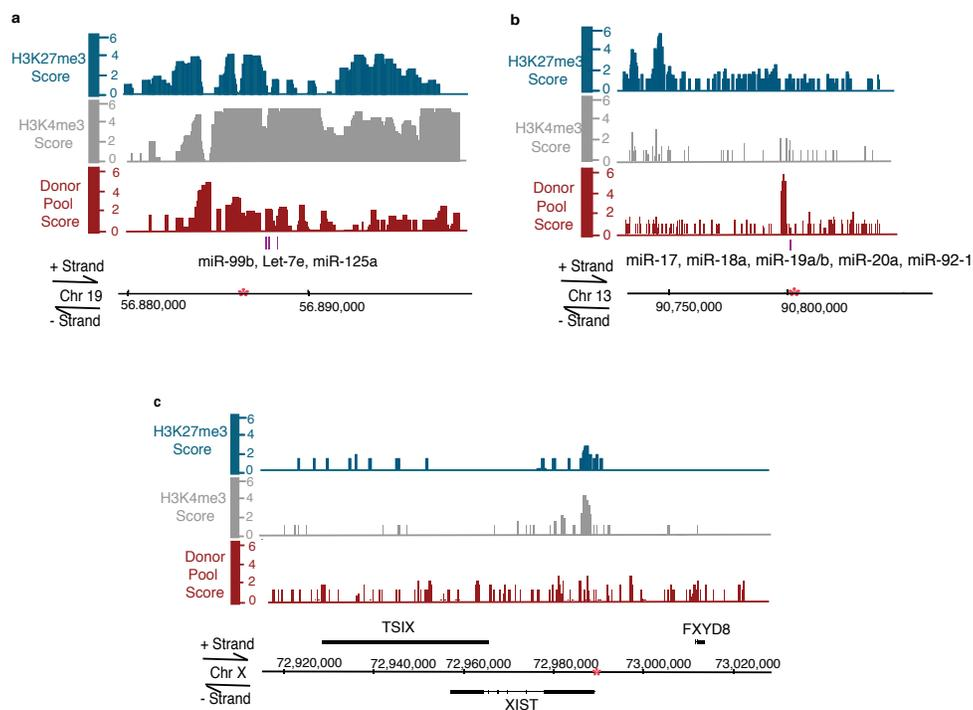 a
H3K27me3
Score
6
4
2
0
H3K4me3
Score
6
4
2
0
Donor
Pool
Score
6
4
2
0
miR-99b, Let-7e, miR-125a
+ Strand
Chr 19
- Strand
56.880,000
*
56.890,000
b
H3K27me3
Score
6
4
2
0
H3K4me3
Score
6
4
2
0
Donor
Pool
Score
6
4
2
0
miR-17, miR-18a, miR-19a/b, miR-20a, miR-92-1
+ Strand
Chr 13
- Strand
90,750,000
*
90,800,000
c
H3K27me3
Score
6
4
2
0
H3K4me3
Score
6
4
2
0
Donor
Pool
Score
6
4
2
0
TSIX
FXYD8
+ Strand
Chr X
- Strand
72,920,000 72,940,000 72,960,000 72,980,000 73,000,000 73,020,000
*
XIST